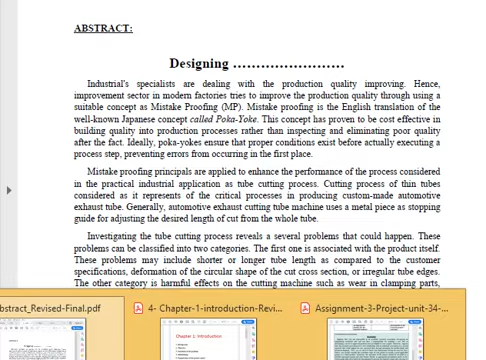 ABSTRACT:
Designing ……………………
Industrial's specialists are dealing with the production quality improving. Hence,
improvement sector in modern factories tries to improve the production quality through using a
suitable concept as Mistake Proofing (MP). Mistake proofing is the English translation of the
well-known Japanese concept called Poka-Yoke. This concept has proven to be cost effective in
building quality into production processes rather than inspecting and eliminating poor quality
after the fact. Ideally, poka-yokes ensure that proper conditions exist before actually executing a
process step, preventing errors from occurring in the first place.
Mistake proofing principals are applied to enhance the performance of the process considered
in the practical industrial application as tube cutting process. Cutting process of thin tubes
considered as it represents of the critical processes in producing custom-made automotive
exhaust tube. Generally, automotive exhaust cutting tube machine uses a metal piece as stopping
guide for adjusting the desired length of cut from the whole tube.
Investigating the tube cutting process reveals a several problems that could happen. These
problems can be classified into two categories. The first one is associated with the product itself.
These problems may include shorter or longer tube length as compared to the customer
specifications, deformation of the circular shape of the cut cross section, or irregular tube edges.
The other category is harmful effects on the cutting machine such as wear in clamping parts,
bstract_Revised-Final.pdf
4- Chapter-1-introduction-Revi...
Assignment-3-Project-unit-34-...
Chapter 1: Introduction